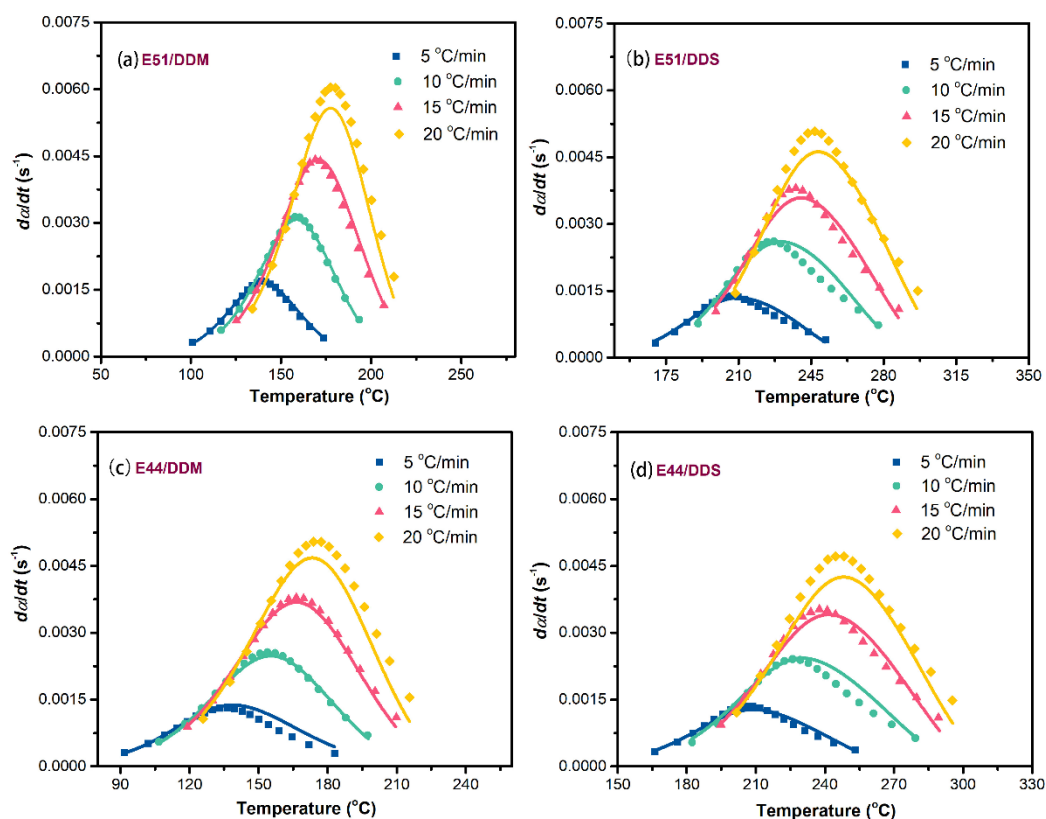 (a) E51/DDM
5 °C/min
10 °C/min
15 °C/min
20 °C/min
0.0075
0.0060
0.0045
0.0030
0.0015
0.0000
dα/dt (s⁻¹)
50 100 150 200 250
Temperature (°C)
(b) E51/DDS
5 °C/min
10 °C/min
15 °C/min
20 °C/min
0.0075
0.0060
0.0045
0.0030
0.0015
0.0000
dα/dt (s⁻¹)
175 210 245 280 315 350
Temperature (°C)
(c) E44/DDM
5 °C/min
10 °C/min
15 °C/min
20 °C/min
0.0075
0.0060
0.0045
0.0030
0.0015
0.0000
dα/dt (s⁻¹)
90 120 150 180 210 240
Temperature (°C)
(d) E44/DDS
5 °C/min
10 °C/min
15 °C/min
20 °C/min
0.0075
0.0060
0.0045
0.0030
0.0015
0.0000
dα/dt (s⁻¹)
150 180 210 240 270 300 330
Temperature (°C)